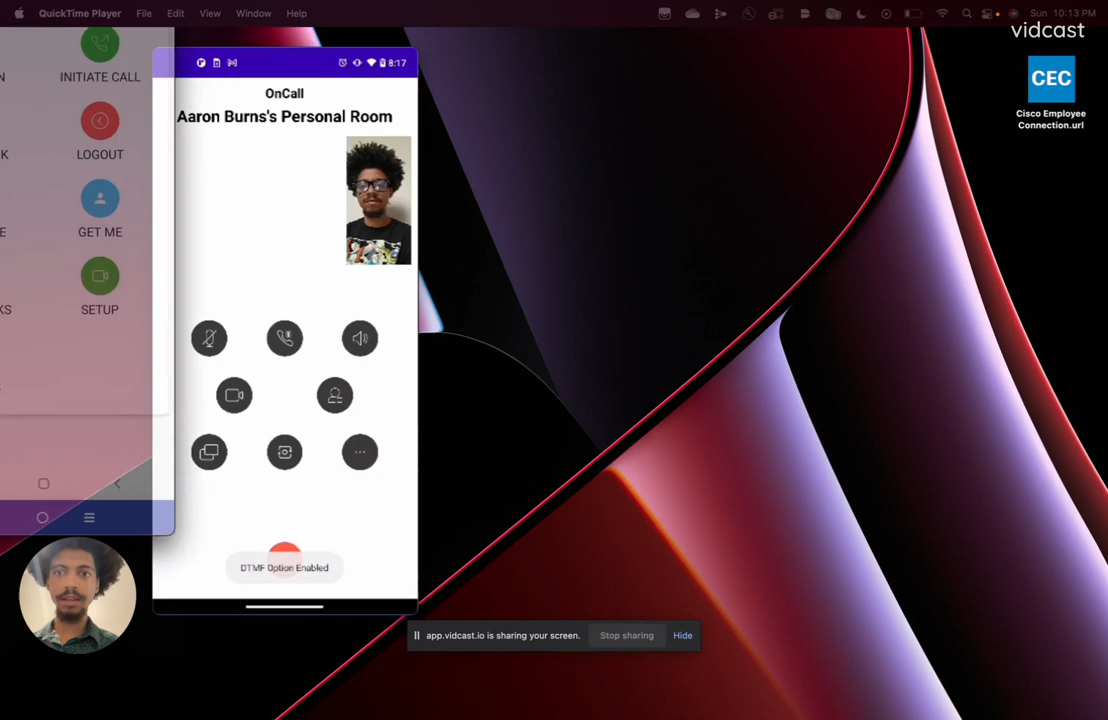 QuickTime Player File Edit View Window Help
Sun 10:13 PM
vidcast
CEC
Cisco Employee
Connection.url
INITIATE CALL
LOGOUT
GET ME
SETUP
8:17
OnCall
Aaron Burns's Personal Room
DTMF Option Enabled
app.vidcast.io is sharing your screen. Stop sharing Hide